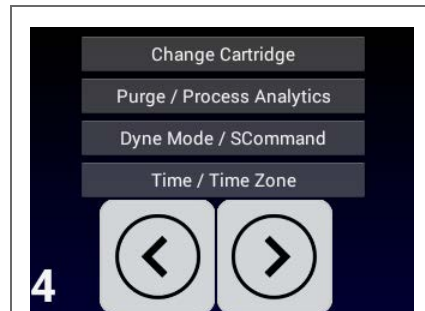 Change Cartridge
Purge / Process Analytics
Dyne Mode / SCommand
Time / Time Zone
4